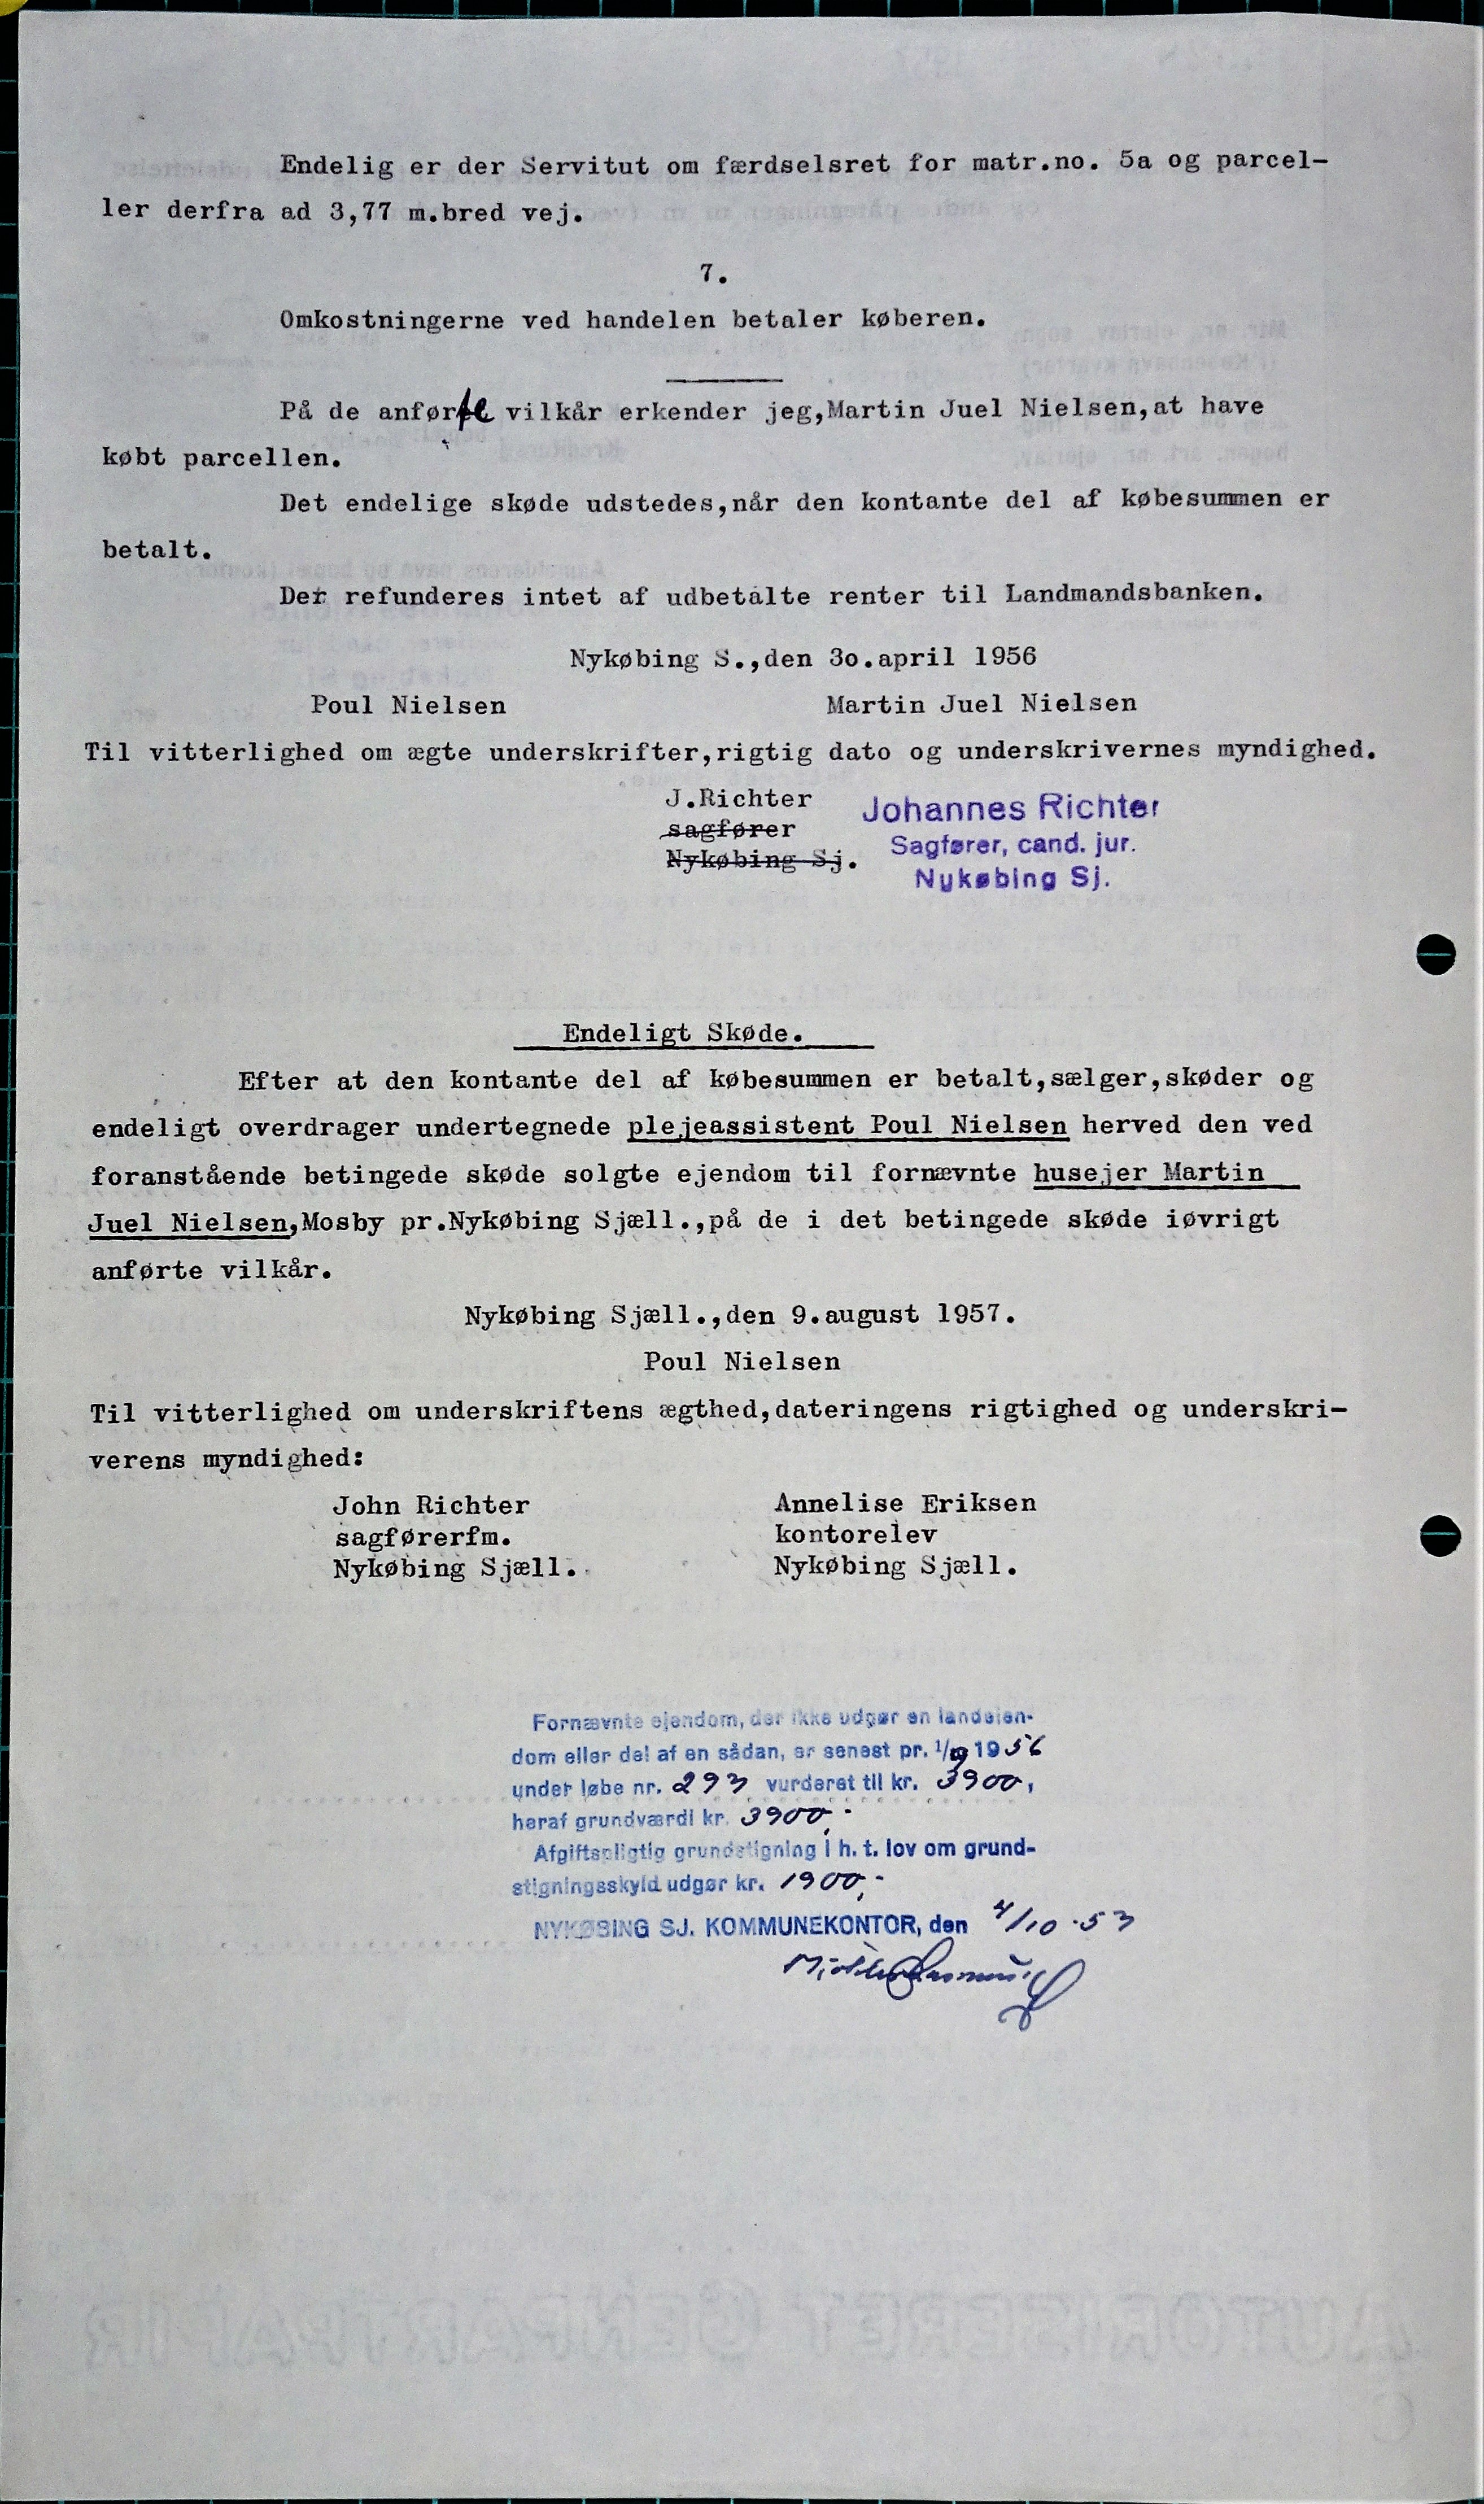 Endelig er der Servitut om færdselsret for matr.no. 5a og parcel-
ler derfra ad 3,77 m.bred vej.
7.
Omkostningerne ved handelen betaler køberen.
På de anførte vilkår erkender jeg,Martin Juel Nielsen,at have
købt parcellen.
Det endelige skøde udstedes,når den kontante del af købesummen er
betalt.
Der refunderes intet af udbetalte renter til Landmandsbanken.
Nykøbing S.,den 3o.april 1956
Poul Nielsen Martin Juel Nielsen
Til vitterlighed om ægte underskrifter,rigtig dato og underskrivernes myndighed.
J.Richter Johannes Richter
sagfører Sagfører, cand. jur.
Nykøbing Sj. Nykøbing Sj.
Endeligt Skøde.
Efter at den kontante del af købesummen er betalt,sælger,skøder og
endeligt overdrager undertegnede plejeassistent Poul Nielsen herved den ved
foranstående betingede skøde solgte ejendom til fornævnte husejer Martin
Juel Nielsen,Mosby pr.Nykøbing Sjæll.,på de i det betingede skøde iøvrigt
anførte vilkår.
Nykøbing Sjæll.,den 9.august 1957.
Poul Nielsen
Til vitterlighed om underskriftens ægthed,dateringens rigtighed og underskri-
verens myndighed:
John Richter Annelise Eriksen
sagførerfm. kontorelev
Nykøbing Sjæll. Nykøbing Sjæll.
Fornævnte ejendom, der ikke udgør en landejen-
dom eller del af en sådan, er senest pr. 1956
under løbe nr. 293 vurderet til kr. 3900,
heraf grundværdi kr. 3900,-
Afgiftspligtig grundstigning i h. t. lov om grund-
stigningsskyld udgør kr. 1900,-
NYKØBING SJ. KOMMUNEKONTOR, den